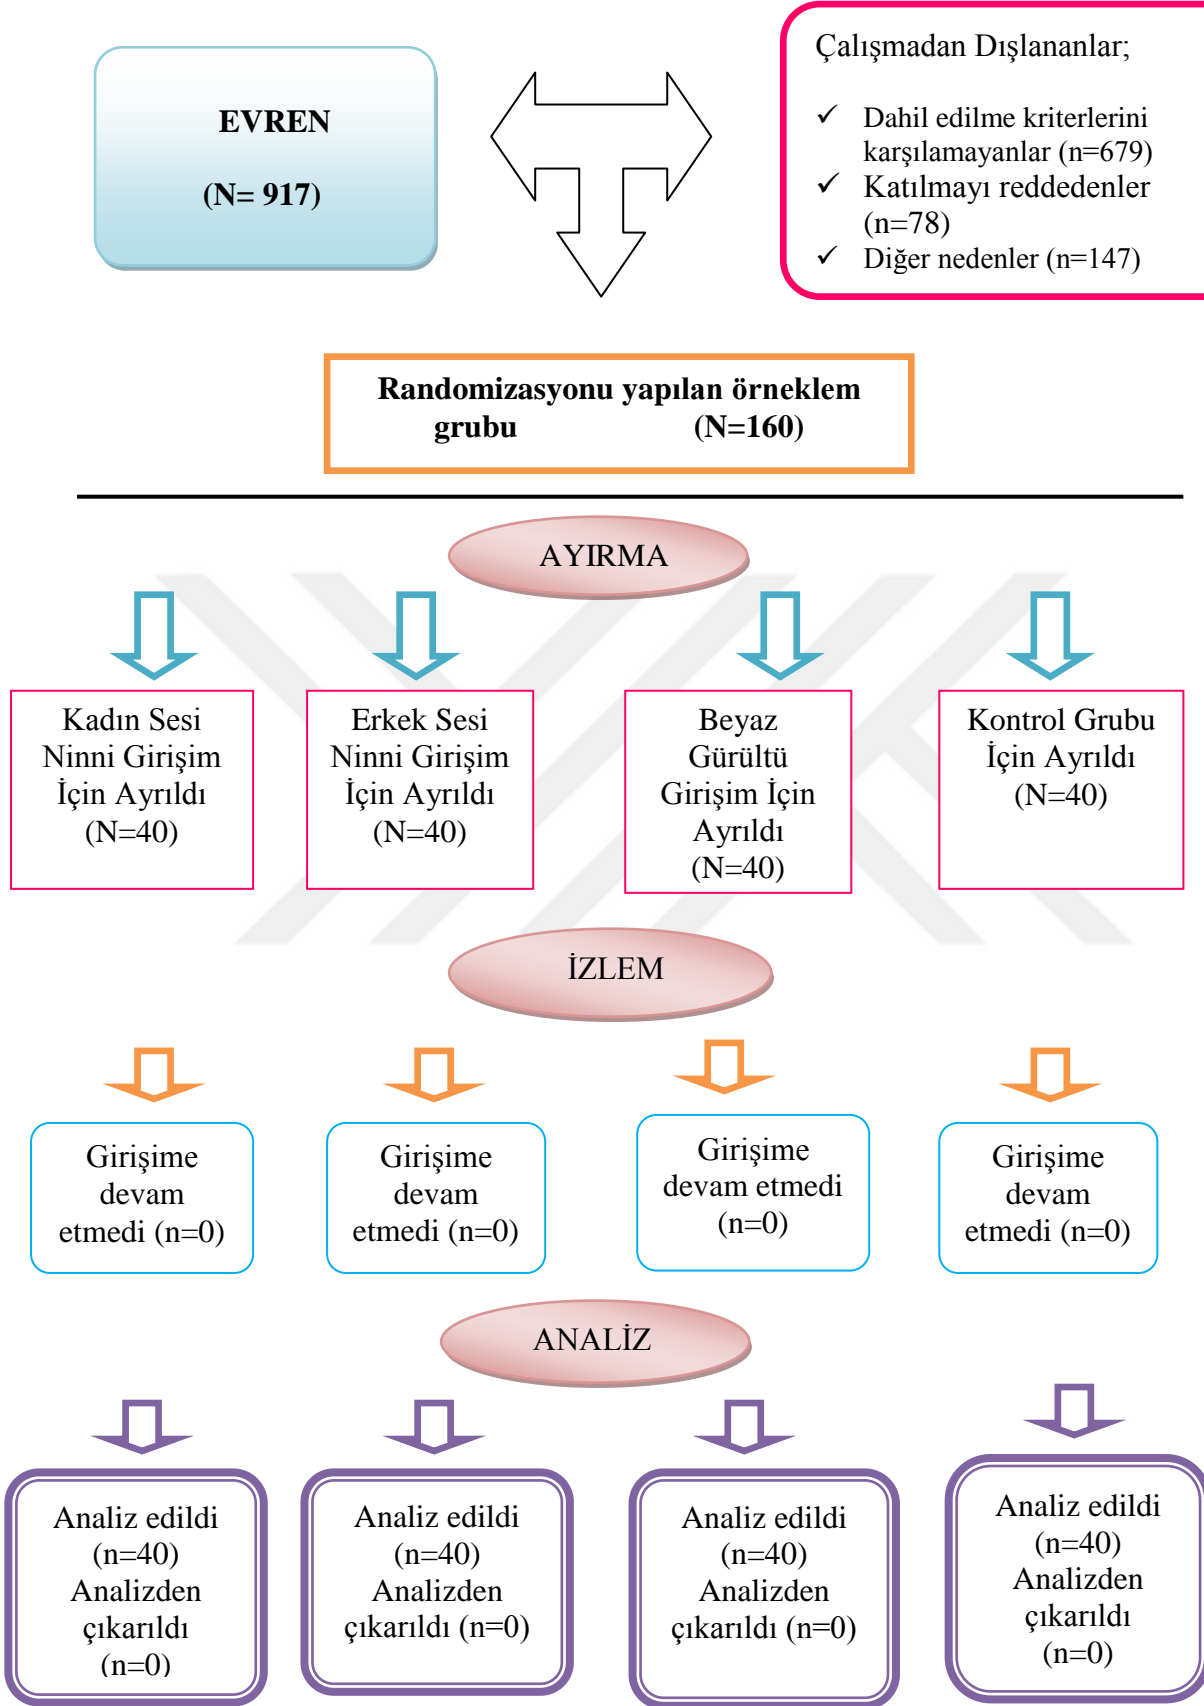 EVREN
(N= 917)
Çalışmadan Dışlananlar;
✓ Dahil edilme kriterlerini
karşılamayanlar (n=679)
✓ Katılmayı reddedenler
(n=78)
✓ Diğer nedenler (n=147)
Randomizasyonu yapılan örneklem
grubu (N=160)
AYIRMA
Kadın Sesi
Ninni Girişim
İçin Ayrıldı
(N=40)
Erkek Sesi
Ninni Girişim
İçin Ayrıldı
(N=40)
Beyaz
Gürültü
Girişim İçin
Ayrıldı
(N=40)
Kontrol Grubu
İçin Ayrıldı
(N=40)
İZLEM
Girişime
devam
etmedi (n=0)
Girişime
devam
etmedi (n=0)
Girişime
devam etmedi
(n=0)
Girişime
devam
etmedi (n=0)
ANALİZ
Analiz edildi
(n=40)
Analizden
çıkarıldı
(n=0)
Analiz edildi
(n=40)
Analizden
çıkarıldı (n=0)
Analiz edildi
(n=40)
Analizden
çıkarıldı (n=0)
Analiz edildi
(n=40)
Analizden
çıkarıldı
(n=0)